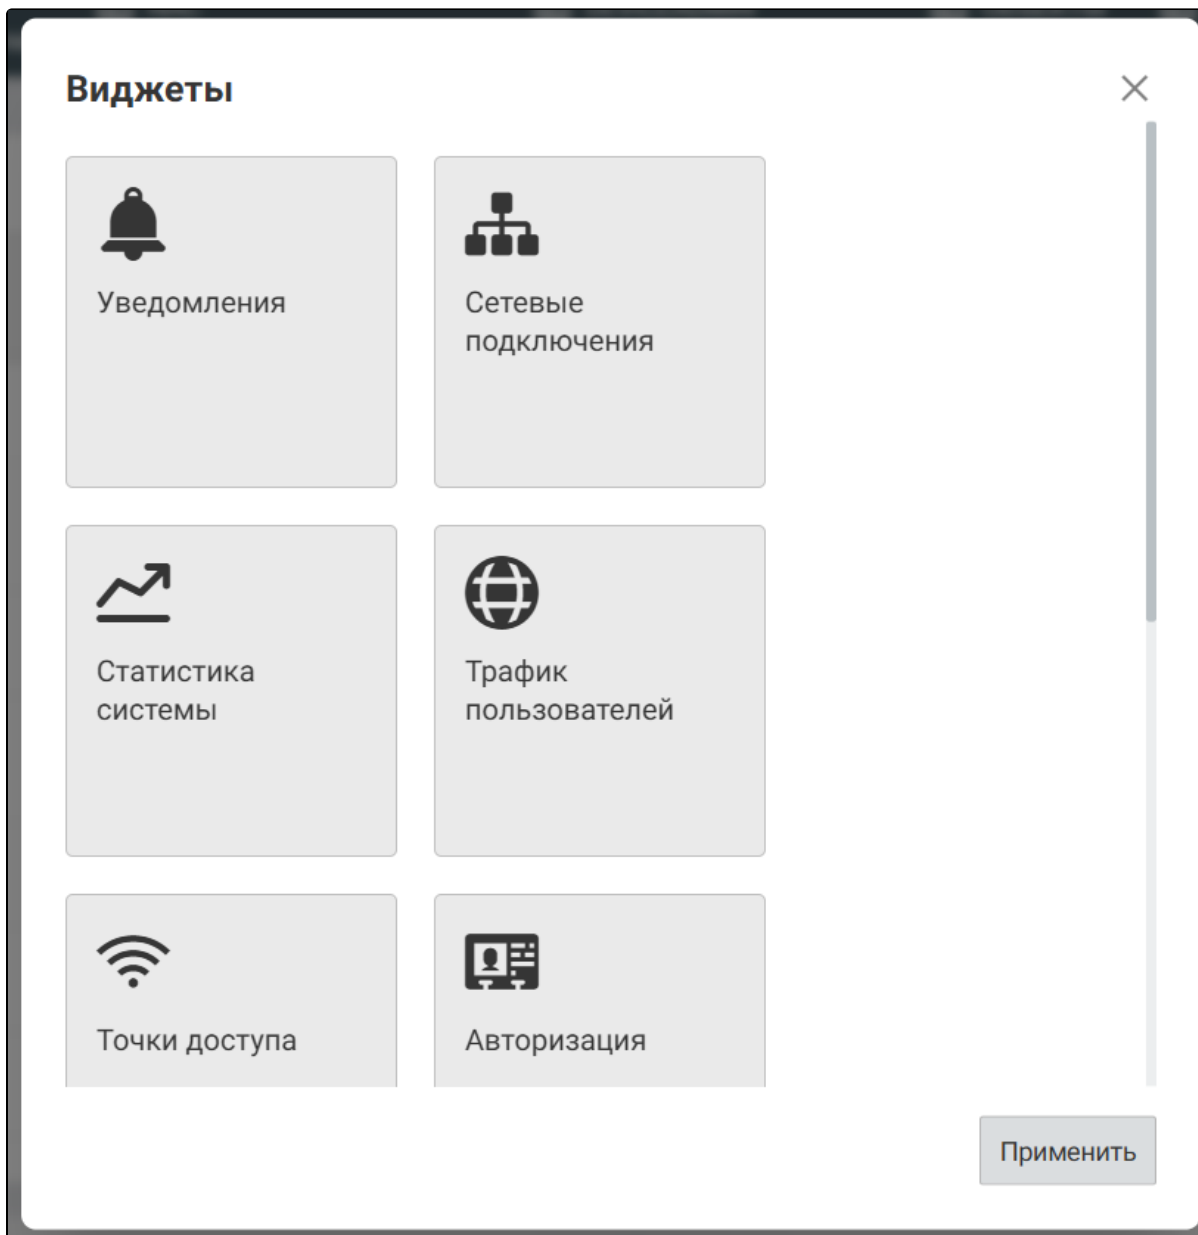 Виджеты
Уведомления
Сетевые
подключения
Статистика
системы
Трафик
пользователей
Точки доступа
Авторизация
Применить